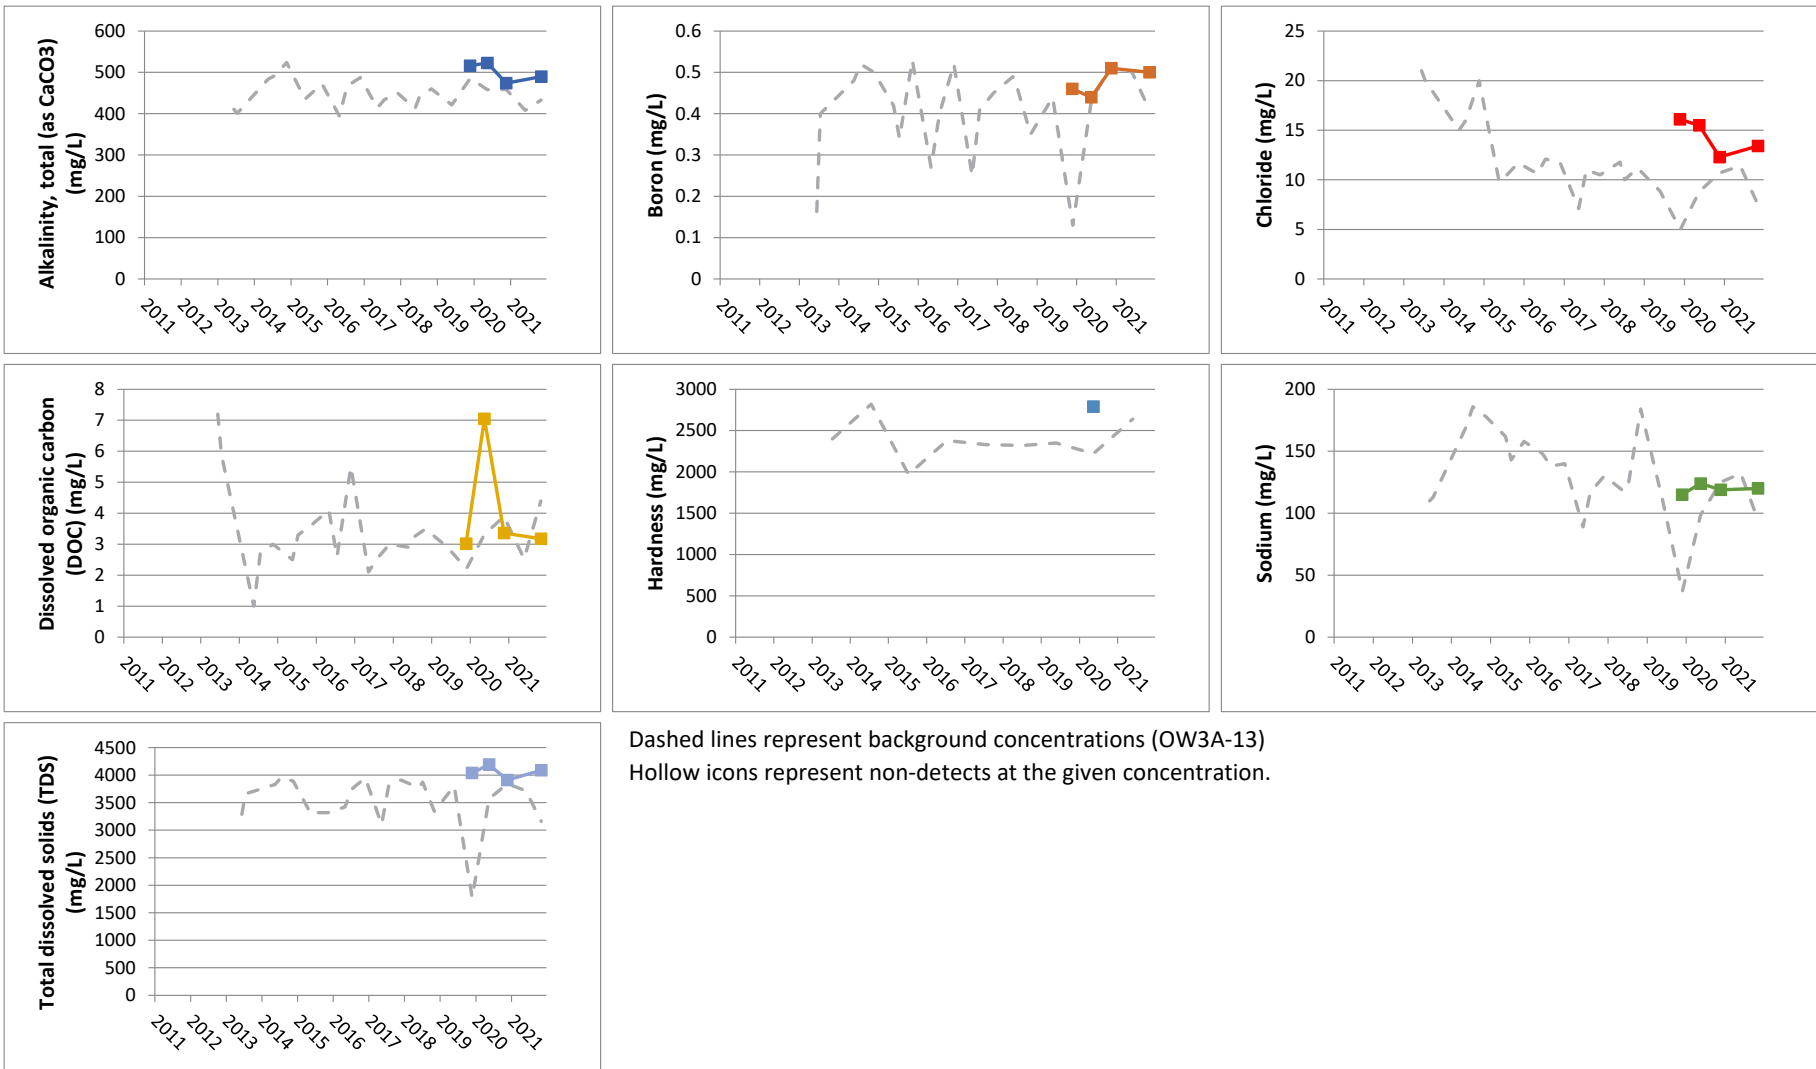 Alkalinity, total (as CaCO3)
(mg/L)
600
500
400
300
200
100
0
2011 2012 2013 2014 2015 2016 2017 2018 2019 2020 2021
Boron (mg/L)
0.6
0.5
0.4
0.3
0.2
0.1
0
2011 2012 2013 2014 2015 2016 2017 2018 2019 2020 2021
Chloride (mg/L)
25
20
15
10
5
0
2011 2012 2013 2014 2015 2016 2017 2018 2019 2020 2021
Dissolved organic carbon
(DOC) (mg/L)
8
7
6
5
4
3
2
1
0
2011 2012 2013 2014 2015 2016 2017 2018 2019 2020 2021
Hardness (mg/L)
3000
2500
2000
1500
1000
500
0
2011 2012 2013 2014 2015 2016 2017 2018 2019 2020 2021
Sodium (mg/L)
200
150
100
50
0
2011 2012 2013 2014 2015 2016 2017 2018 2019 2020 2021
Total dissolved solids (TDS)
(mg/L)
4500
4000
3500
3000
2500
2000
1500
1000
500
0
2011 2012 2013 2014 2015 2016 2017 2018 2019 2020 2021
Dashed lines represent background concentrations (OW3A-13)
Hollow icons represent non-detects at the given concentration.